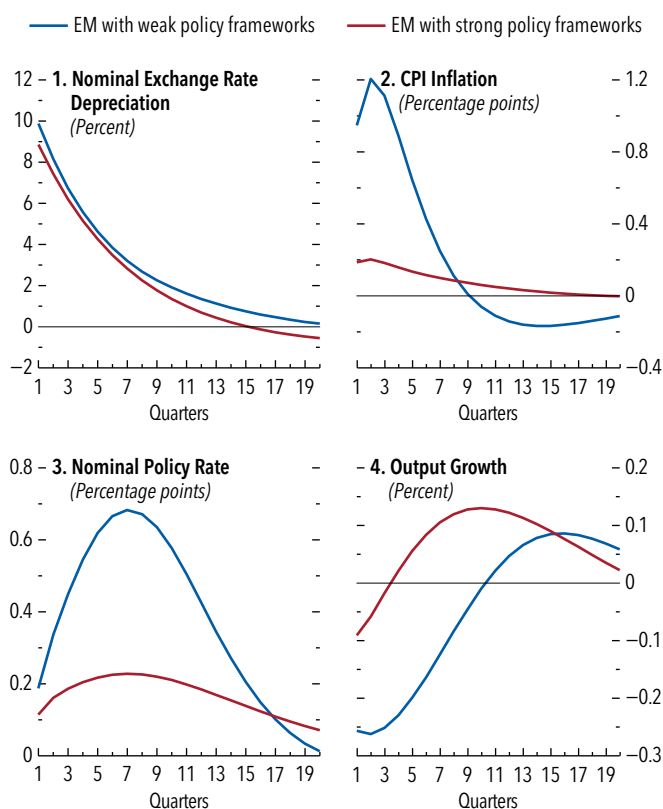 EM with weak policy frameworks
EM with strong policy frameworks
1. Nominal Exchange Rate
Depreciation
(Percent)
12
10
8
6
4
2
0
−2
1 3 5 7 9 11 13 15 17 19
Quarters
2. CPI Inflation
(Percentage points)
1.2
0.8
0.4
0
−0.4
1 3 5 7 9 11 13 15 17 19
Quarters
3. Nominal Policy Rate
(Percentage points)
0.8
0.6
0.4
0.2
0
1 3 5 7 9 11 13 15 17 19
Quarters
4. Output Growth
(Percent)
0.2
0.1
0
−0.1
−0.2
−0.3
1 3 5 7 9 11 13 15 17 19
Quarters